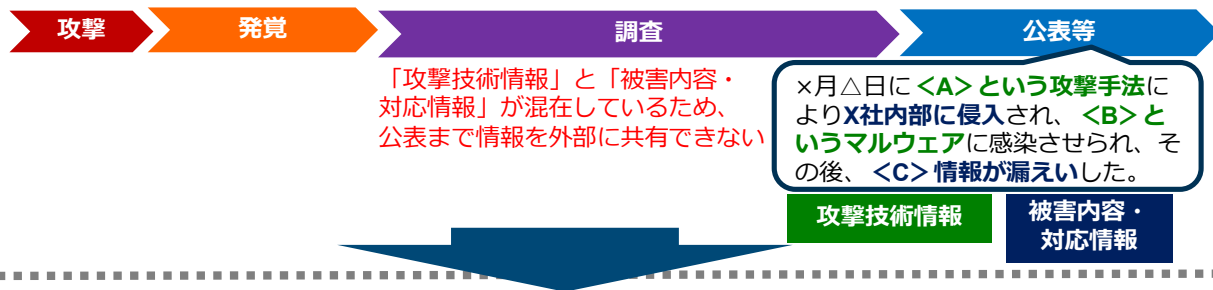 攻撃
発覚
調査
公表等
「攻撃技術情報」と「被害内容・
対応情報」が混在しているため、
公表まで情報を外部に共有できない
×月△日に＜A＞という攻撃手法に
よりX社内部に侵入され、＜B＞と
いうマルウェアに感染させられ、そ
の後、＜C＞情報が漏えいした。
攻撃技術情報
被害内容・
対応情報